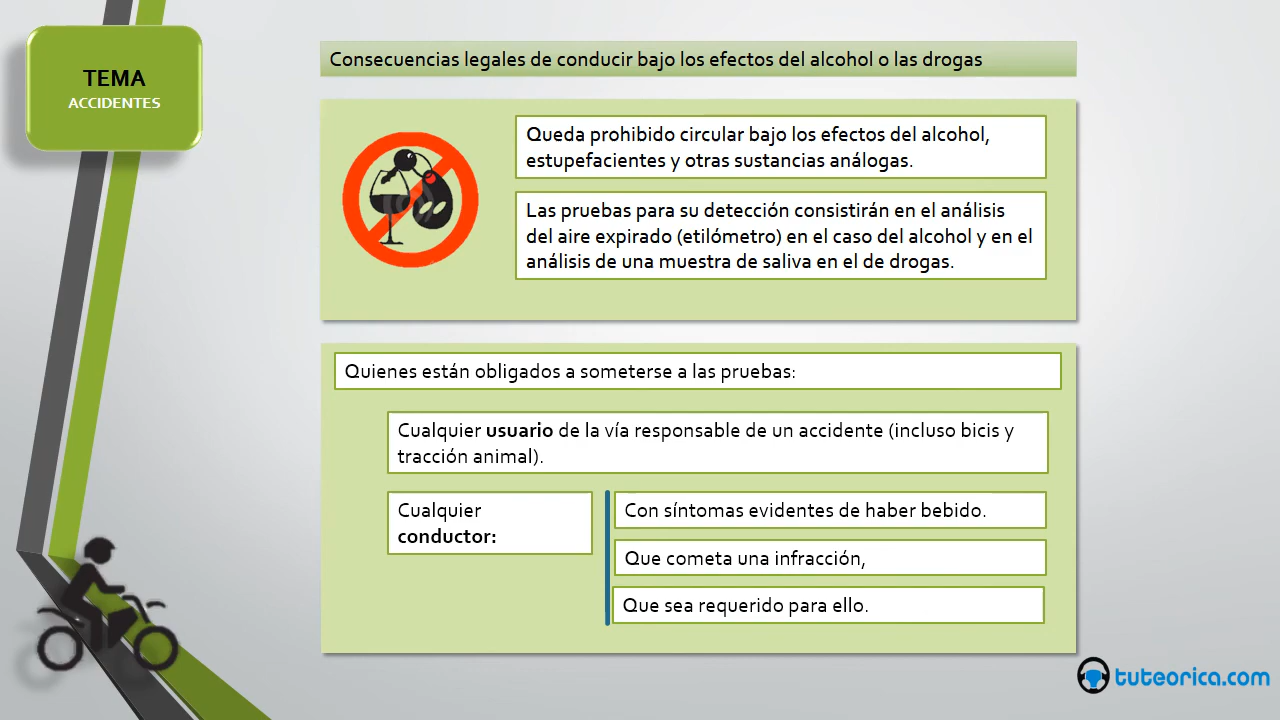 TEMA
ACCIDENTES
Consecuencias legales de conducir bajo los efectos del alcohol o las drogas
Queda prohibido circular bajo los efectos del alcohol,
estupefacientes y otras sustancias análogas.
Las pruebas para su detección consistirán en el análisis
del aire expirado (etilómetro) en el caso del alcohol y en el
análisis de una muestra de saliva en el de drogas.
Quienes están obligados a someterse a las pruebas:
Cualquier usuario de la vía responsable de un accidente (incluso bicis y
tracción animal).
Cualquier
conductor:
Con síntomas evidentes de haber bebido.
Que cometa una infracción,
Que sea requerido para ello.
tuteorica.com